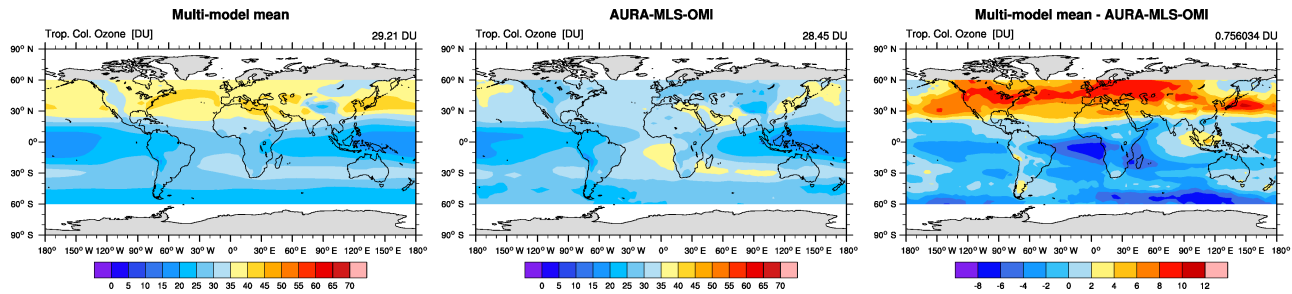 Multi-model mean
Trop. Col. Ozone [DU] 29.21 DU
90° N
60° N
30° N
0°
30° S
60° S
90° S
180° 150° 120° 90° W 60° 30° 0° 30° 60° 90° 120° 150° E 180°
0 5 10 15 20 25 30 35 40 45 50 55 60 65 70
AURA-MLS-OMI
Trop. Col. Ozone [DU] 28.45 DU
90° N
60° N
30° N
0°
30° S
60° S
90° S
180° 150° 120° 90° W 60° 30° 0° 30° 60° 90° 120° 150° E 180°
0 5 10 15 20 25 30 35 40 45 50 55 60 65 70
Multi-model mean - AURA-MLS-OMI
Trop. Col. Ozone [DU] 0.756034 DU
90° N
60° N
30° N
0°
30° S
60° S
90° S
180° 150° 120° 90° W 60° 30° 0° 30° 60° 90° 120° 150° E 180°
-8 -6 -4 -2 0 2 4 6 8 10 12